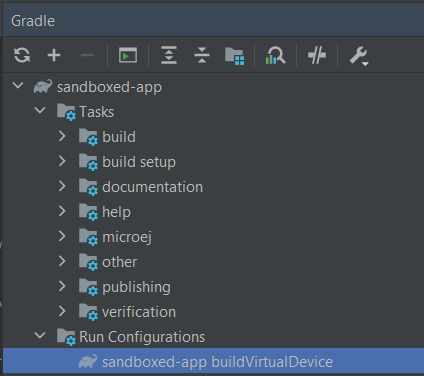 Gradle
sandboxed-app
Tasks
build
build setup
documentation
help
microej
other
publishing
verification
Run Configurations
sandboxed-app buildVirtualDevice